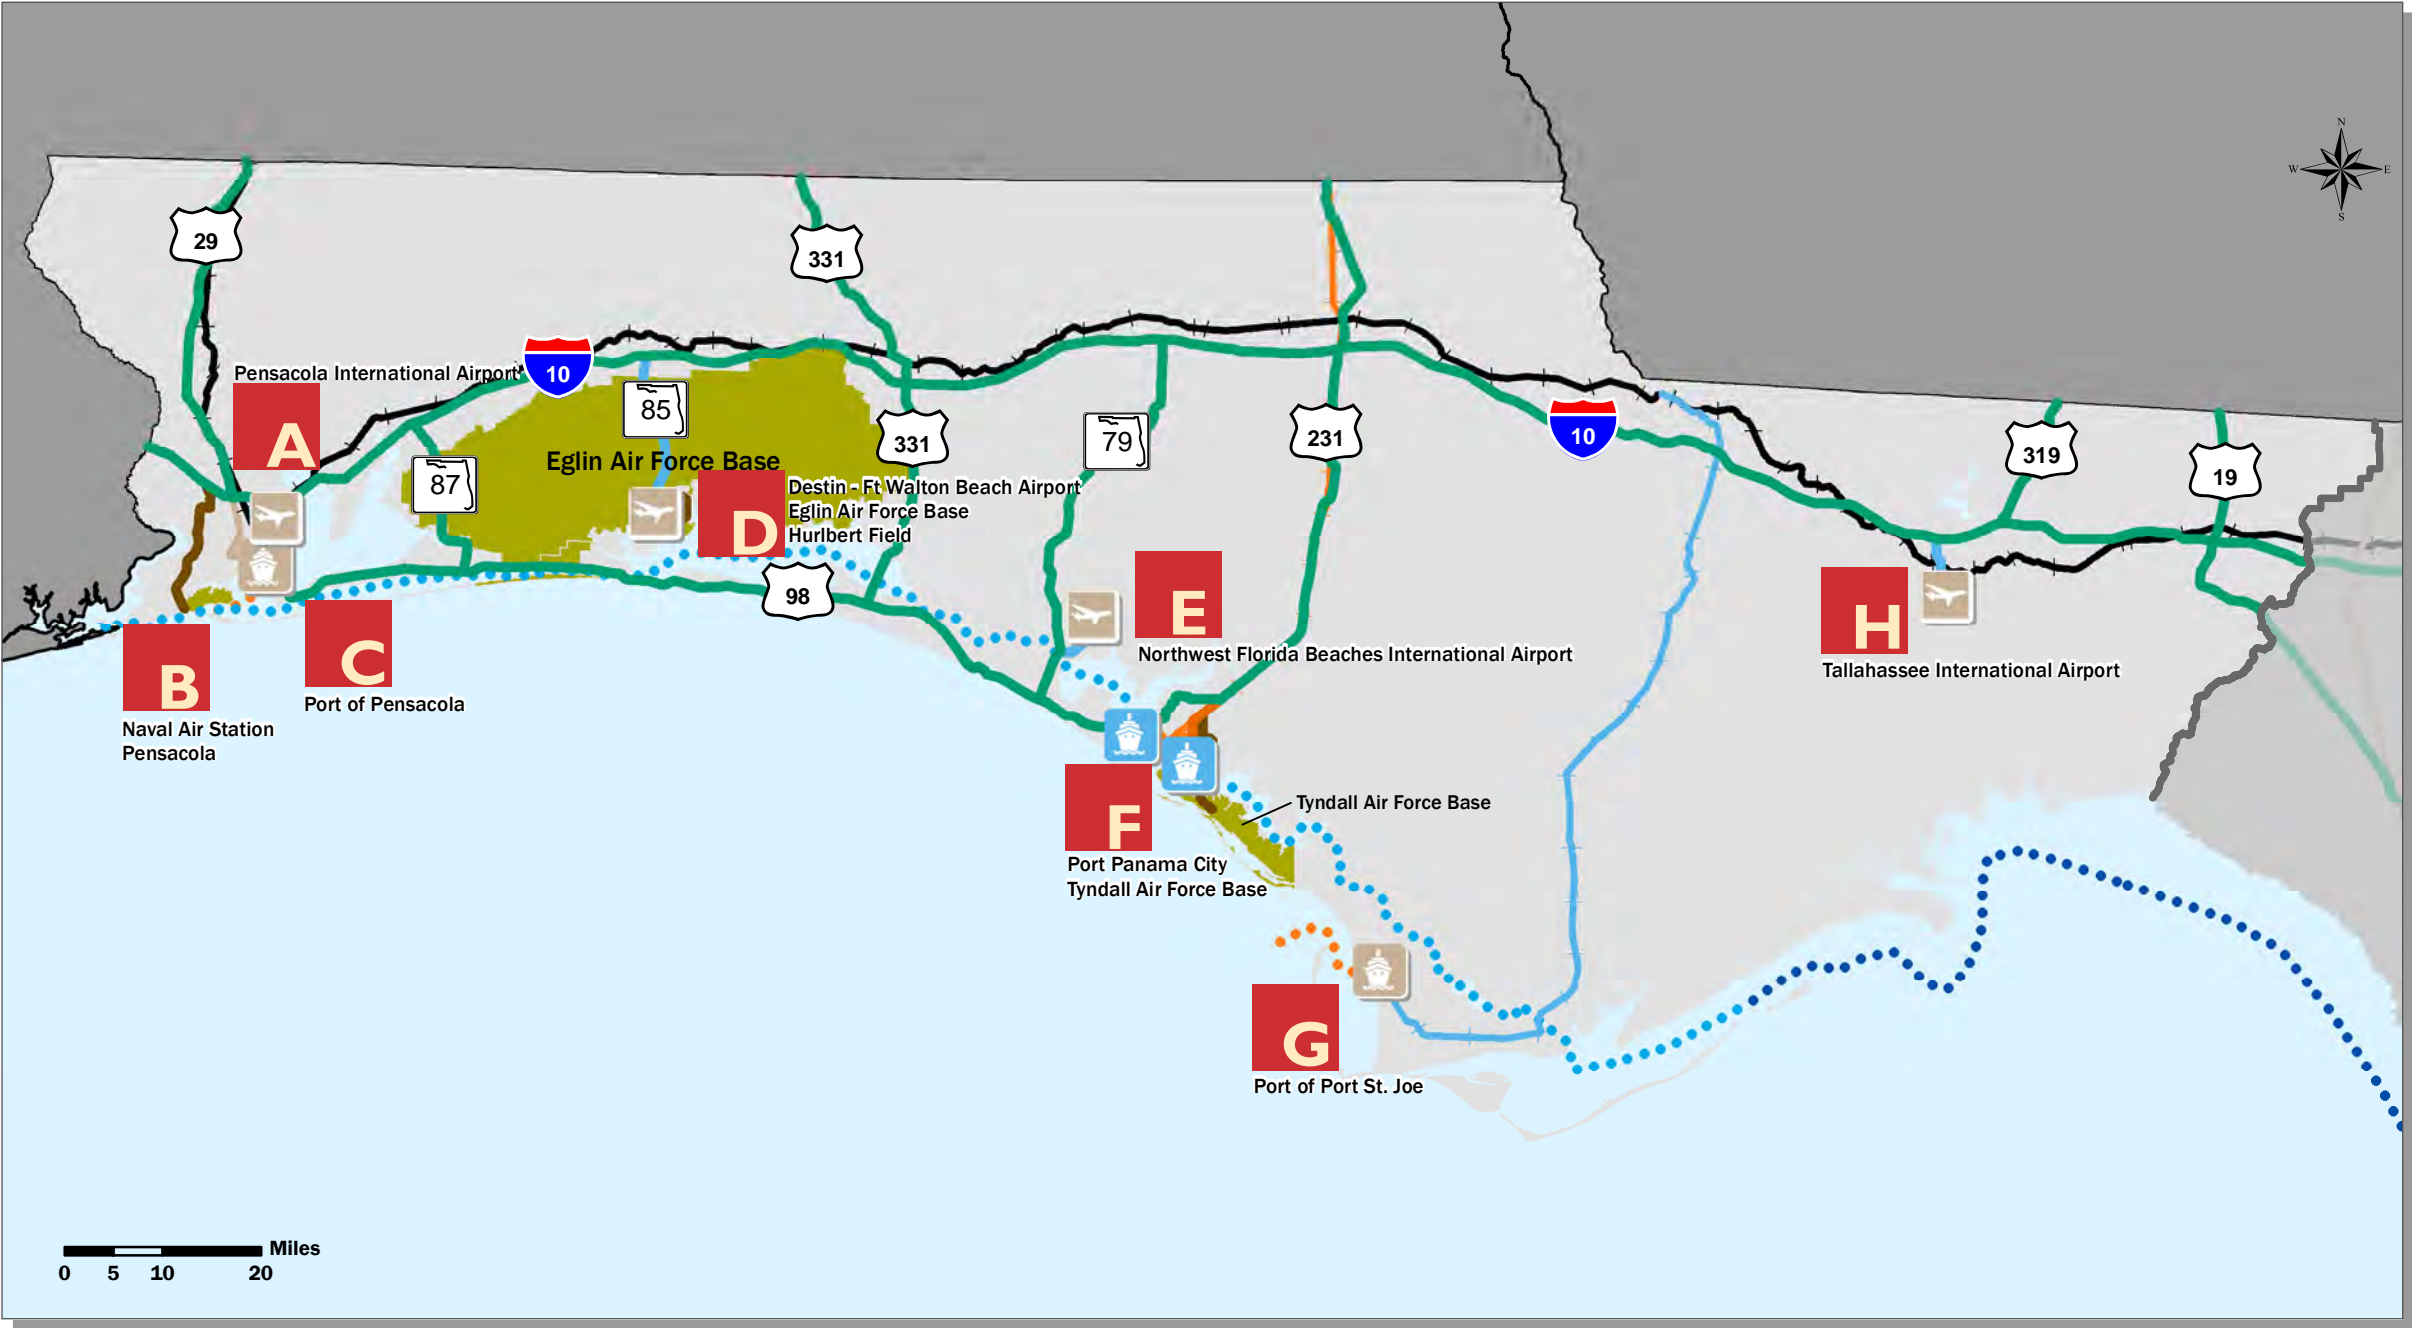 N
W
E
S
29
331
Pensacola International Airport
10
A
85
331
79
231
10
319
19
Eglin Air Force Base
87
D
Destin - Ft Walton Beach Airport
Eglin Air Force Base
Hurlbert Field
98
E
Northwest Florida Beaches International Airport
H
Tallahassee International Airport
B
Naval Air Station
Pensacola
C
Port of Pensacola
Tyndall Air Force Base
F
Port Panama City
Tyndall Air Force Base
G
Port of Port St. Joe
Miles
0 5 10 20